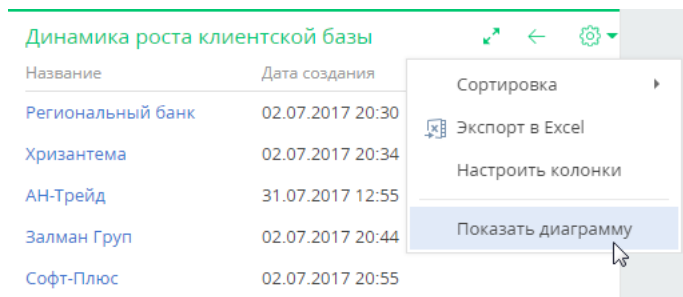 Динамика роста клиентской базы
Название Дата создания
Сортировка
Региональный банк 02.07.2017 20:30
Экспорт в Excel
Хризантема 02.07.2017 20:34
Настроить колонки
АН-Трейд 31.07.2017 12:55
Показать диаграмму
Залман Груп 02.07.2017 20:44
Софт-Плюс 02.07.2017 20:55